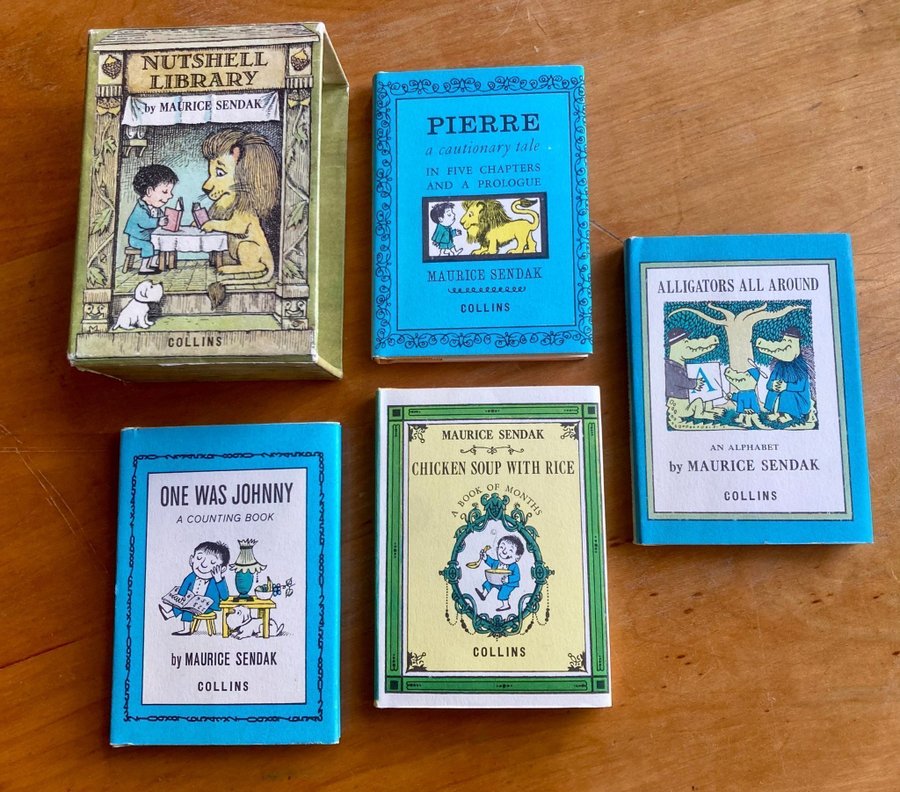 NUTSHELL
LIBRARY
by MAURICE SENDAK
COLLINS
PIERRE
a cautionary tale
IN FIVE CHAPTERS
AND A PROLOGUE
MAURICE SENDAK
COLLINS
ALLIGATORS ALL AROUND
A
AN ALPHABET
by MAURICE SENDAK
COLLINS
ONE WAS JOHNNY
A COUNTING BOOK
by MAURICE SENDAK
COLLINS
MAURICE SENDAK
CHICKEN SOUP WITH RICE
A BOOK OF MONTHS
COLLINS